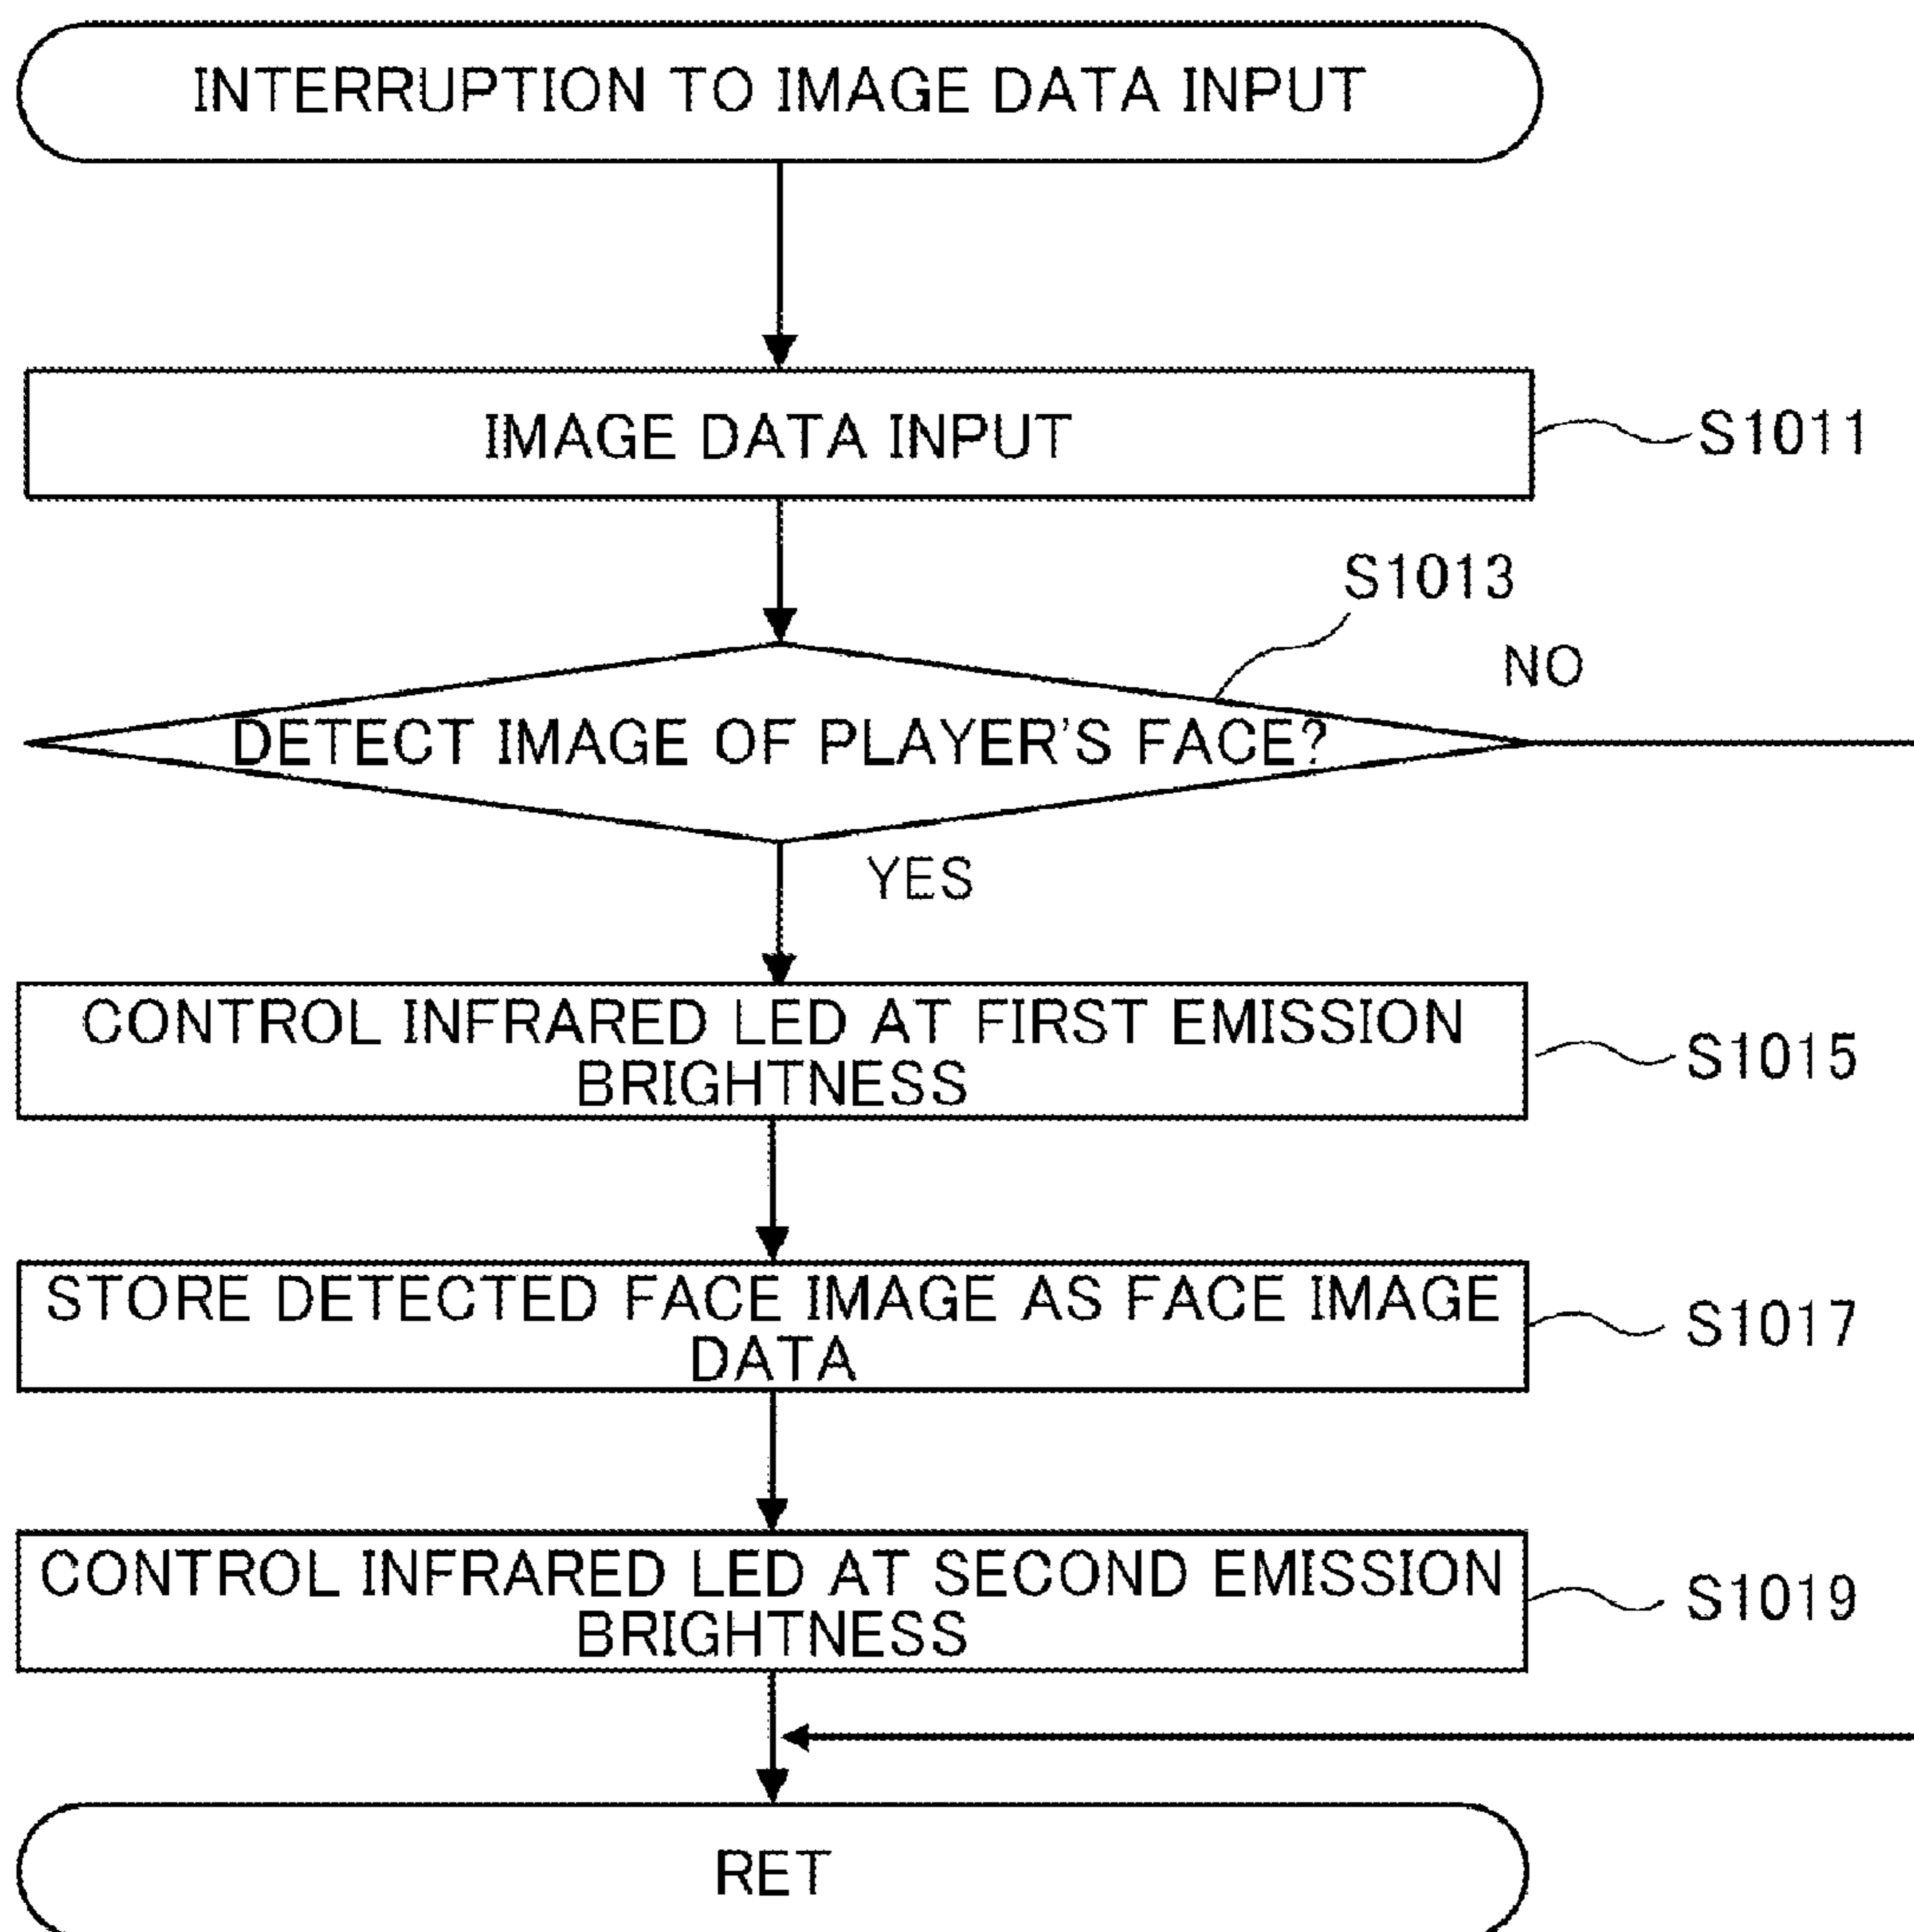 INTERRUPTION TO IMAGE DATA INPUT
IMAGE DATA INPUT
S1011
S1013
NO
DETECT IMAGE OF PLAYER'S FACE?
YES
CONTROL INFRARED LED AT FIRST EMISSION
BRIGHTNESS
S1015
STORE DETECTED FACE IMAGE AS FACE IMAGE
DATA
S1017
CONTROL INFRARED LED AT SECOND EMISSION
BRIGHTNESS
S1019
RET